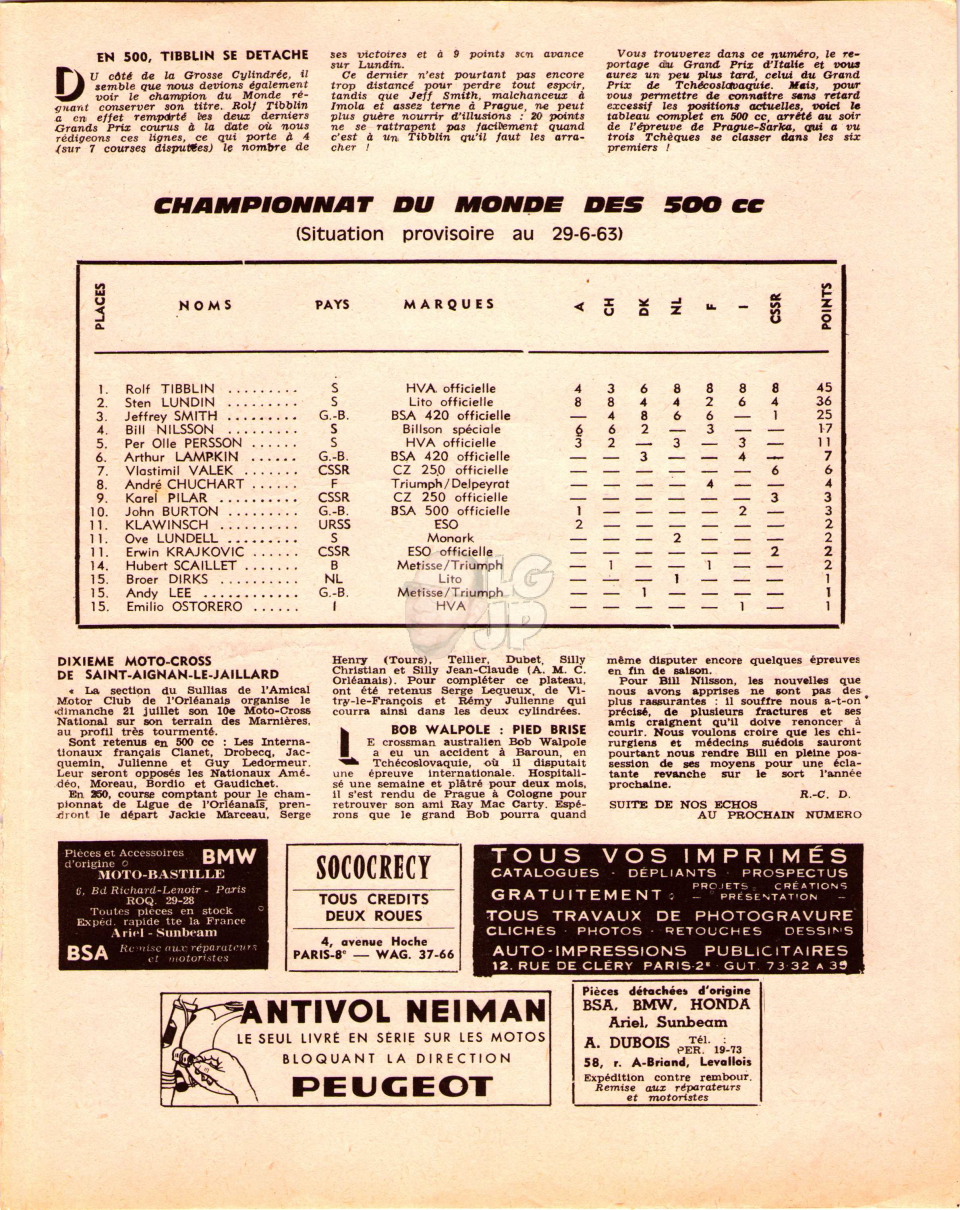 EN 500, TIBBLIN SE DETACHE
DU côté de la Grosse Cylindrée, il
semble que nous devions également
voir le champion du Monde ré-
gnant conserver son titre. Rolf Tibblin
a en effet remporté les deux derniers
Grands Prix courus à la date où nous
rédigeons ces lignes, ce qui porte à 4
(sur 7 courses disputées) le nombre de
ses victoires et à 9 points son avance
sur Lundin.
Ce dernier n'est pourtant pas encore
trop distancé pour perdre tout espoir,
tandis que Jeff Smith, malchanceux à
Imola et assez terne à Prague, ne peut
plus guère nourrir d'illusions : 20 points
ne se rattrapent pas facilement quand
c'est à un Tibblin qu'il faut les arra-
cher !
Vous trouverez dans ce numéro, le re-
portage du Grand Prix d'Italie et vous
aurez un peu plus tard, celui du Grand
Prix de Tchécoslovaquie. Mais, pour
vous permettre de connaître sans retard
excessif les positions actuelles, voici le
tableau complet en 500 cc, arrêté au soir
de l'épreuve de Prague-Sarka, qui a vu
trois Tchèques se classer dans les six
premiers !
CHAMPIONNAT DU MONDE DES 500 cc
(Situation provisoire au 29-6-63)
PLACES NOMS PAYS MARQUES A CH DK NL F I CSSR POINTS
1. Rolf TIBBLIN ......... S HVA officielle 4 3 6 8 8 8 8 45
2. Sten LUNDIN ......... S Lito officielle 8 8 4 4 2 6 4 36
3. Jeffrey SMITH ......... G.-B. BSA 420 officielle — 4 8 6 6 — 1 25
4. Bill NILSSON ......... S Billson spéciale 6 6 2 — 3 — — 17
5. Per Olle PERSSON ...... S HVA officielle 3 2 — 3 — 3 — 11
6. Arthur LAMPKIN ...... G.-B. BSA 420 officielle — — 3 — — 4 — 7
7. Vlastimil VALEK ....... CSSR CZ 250 officielle — — — — — — 6 6
8. André CHUCHART ...... F Triumph/Delpeyrat — — — — 4 — — 4
9. Karel PILAR .......... CSSR CZ 250 officielle — — — — — — 3 3
10. John BURTON ......... G.-B. BSA 500 officielle 1 — — — — 2 — 3
11. KLAWINSCH .......... URSS ESO 2 — — — — — — 2
11. Ove LUNDELL ........ S Monark — — — 2 — — — 2
11. Erwin KRAJKOVIC ...... CSSR ESO officielle — — — — — — 2 2
14. Hubert SCAILLET ....... B Metisse/Triumph — 1 — — 1 — — 2
15. Broer DIRKS .......... NL Lito — — — 1 — — — 1
15. Andy LEE ............ G.-B. Metisse/Triumph — — 1 — — — — 1
15. Emilio OSTORERO ...... I HVA — — — — — 1 — 1
LG
JP
DIXIEME MOTO-CROSS
DE SAINT-AIGNAN-LE-JAILLARD
« La section du Sullias de l'Amical
Motor Club de l'Orléanais organise le
dimanche 21 juillet son 10e Moto-Cross
National sur son terrain des Marnières,
au profil très tourmenté.
Sont retenus en 500 cc : Les Interna-
tionaux français Clanet, Drobecq, Jac-
quemin, Julienne et Guy Ledormeur.
Leur seront opposés les Nationaux Amé-
déo, Moreau, Bordio et Gaudichet.
En 250, course comptant pour le cham-
pionnat de Ligue de l'Orléanais, pren-
dront le départ Jackie Marceau, Serge
Henry (Tours), Tellier, Dubet, Silly
Christian et Silly Jean-Claude (A. M. C.
Orléanais). Pour compléter ce plateau,
ont été retenus Serge Lequeux, de Vi-
try-le-François et Rémy Julienne qui
courra ainsi dans les deux cylindrées.
BOB WALPOLE : PIED BRISE
LE crossman australien Bob Walpole
a eu un accident à Baroun, en
Tchécoslovaquie, où il disputait
une épreuve internationale. Hospitali-
sé une semaine et plâtré pour deux mois,
il s'est rendu de Prague à Cologne pour
retrouver son ami Ray Mac Carty. Espé-
rons que le grand Bob pourra quand
même disputer encore quelques épreuves
en fin de saison.
Pour Bill Nilsson, les nouvelles que
nous avons apprises ne sont pas des
plus rassurantes : il souffre nous a-t-on
précisé, de plusieurs fractures et ses
amis craignent qu'il doive renoncer à
courir. Nous voulons croire que les chi-
rurgiens et médecins suédois sauront
pourtant nous rendre Bill en pleine pos-
session de ses moyens pour une écla-
tante revanche sur le sort l'année
prochaine.
R.-C. D.
SUITE DE NOS ECHOS
AU PROCHAIN NUMERO
Pièces et Accessoires
d'origine BMW
MOTO-BASTILLE
6, Bd Richard-Lenoir - Paris
ROQ. 29-28
Toutes pièces en stock
Expéd. rapide tte la France
Ariel - Sunbeam
BSA Remise aux réparateurs
et motoristes
SOCOCRECY
TOUS CREDITS
DEUX ROUES
4, avenue Hoche
PARIS-8e — WAG. 37-66
TOUS VOS IMPRIMÉS
CATALOGUES · DÉPLIANTS · PROSPECTUS
GRATUITEMENT : PROJETS · CRÉATIONS
— PRÉSENTATION —
TOUS TRAVAUX DE PHOTOGRAVURE
CLICHÉS · PHOTOS · RETOUCHES DESSINS
AUTO-IMPRESSIONS PUBLICITAIRES
12. RUE DE CLÉRY PARIS-2e · GUT. 73-32 A 35
ANTIVOL NEIMAN
LE SEUL LIVRÉ EN SÉRIE SUR LES MOTOS
BLOQUANT LA DIRECTION
PEUGEOT
Pièces détachées d'origine
BSA, BMW, HONDA
Ariel, Sunbeam
A. DUBOIS Tél. :
PER. 19-73
58, r. A-Briand, Levallois
Expédition contre rembour.
Remise aux réparateurs
et motoristes